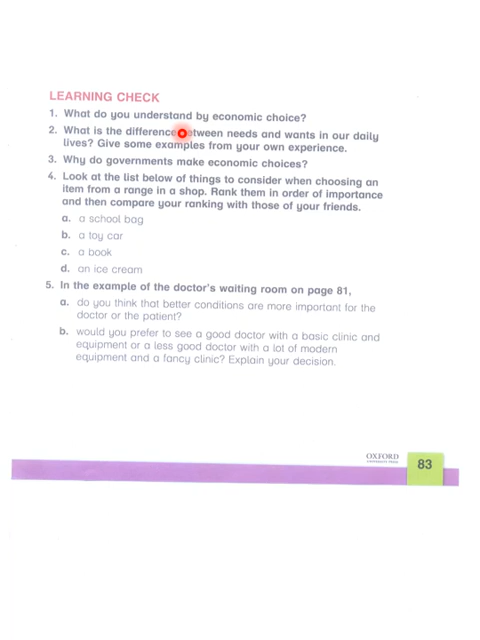 LEARNING CHECK
1. What do you understand by economic choice?
2. What is the difference between needs and wants in our daily
lives? Give some examples from your own experience.
3. Why do governments make economic choices?
4. Look at the list below of things to consider when choosing an
item from a range in a shop. Rank them in order of importance
and then compare your ranking with those of your friends.
a. a school bag
b. a toy car
c. a book
d. an ice cream
5. In the example of the doctor's waiting room on page 81,
a. do you think that better conditions are more important for the
doctor or the patient?
b. would you prefer to see a good doctor with a basic clinic and
equipment or a less good doctor with a lot of modern
equipment and a fancy clinic? Explain your decision.
OXFORD
UNIVERSITY PRESS
83